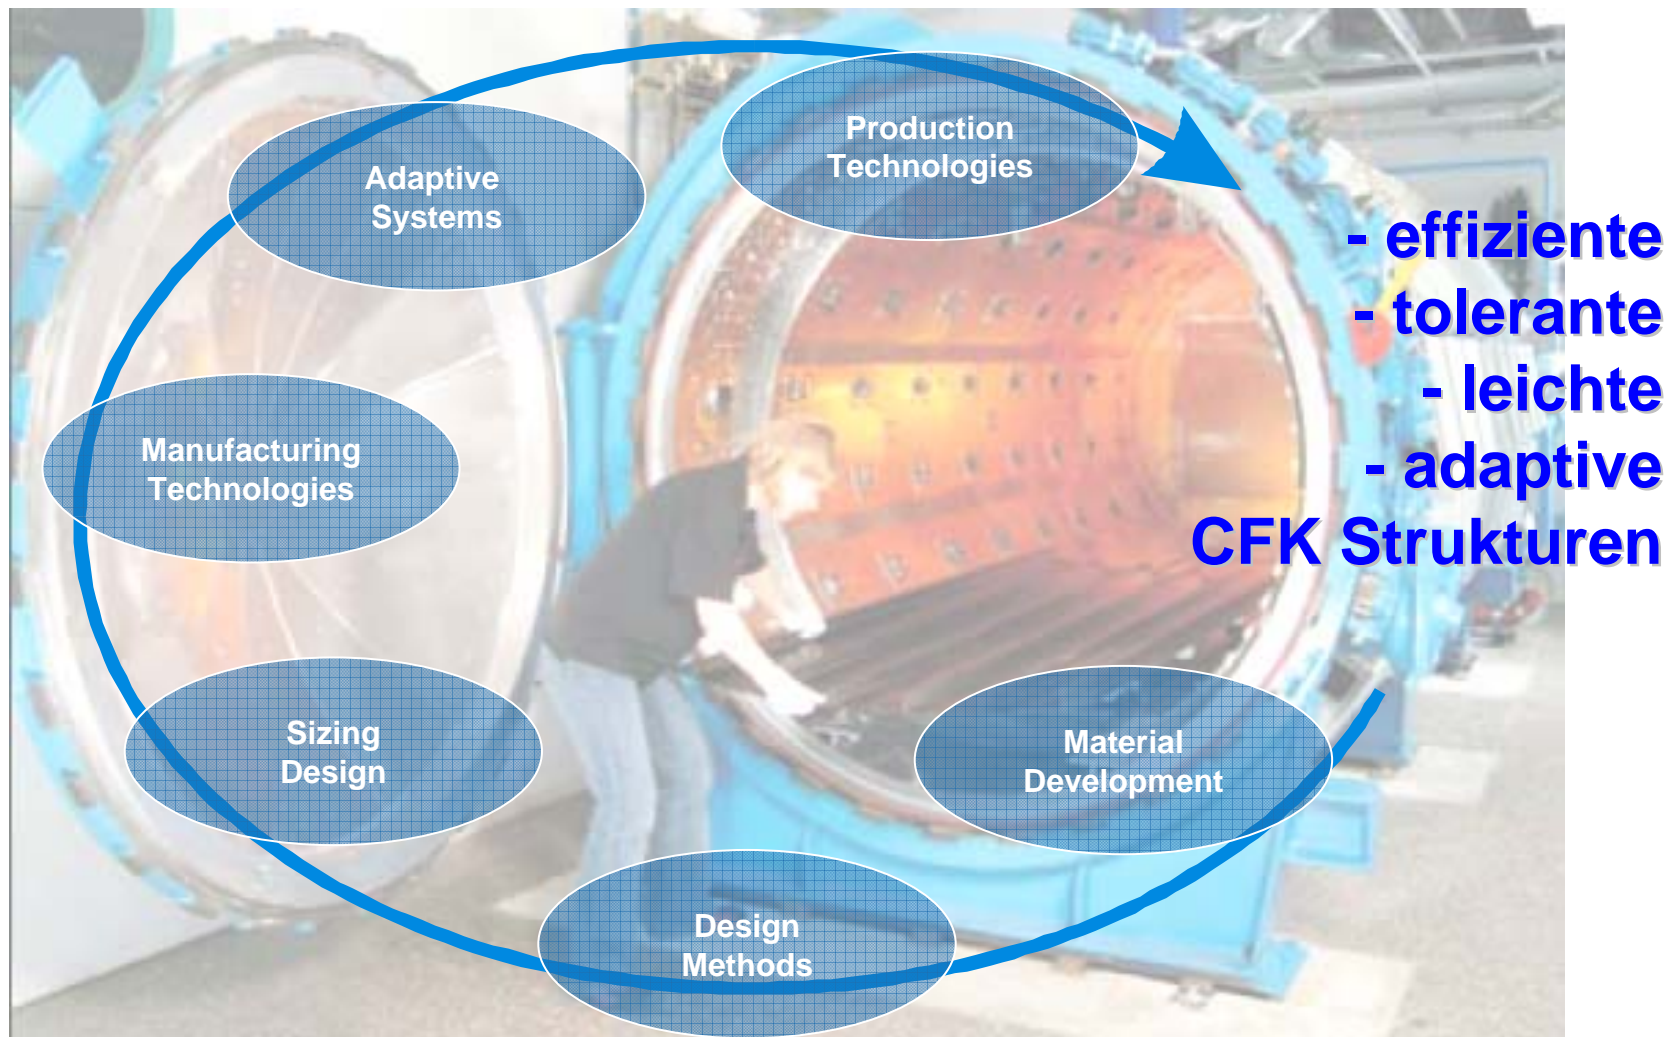 Production
Technologies
Adaptive
Systems
- effiziente
- tolerante
- leichte
- adaptive
CFK Strukturen
Manufacturing
Technologies
Sizing
Design
Material
Development
Design
Methods